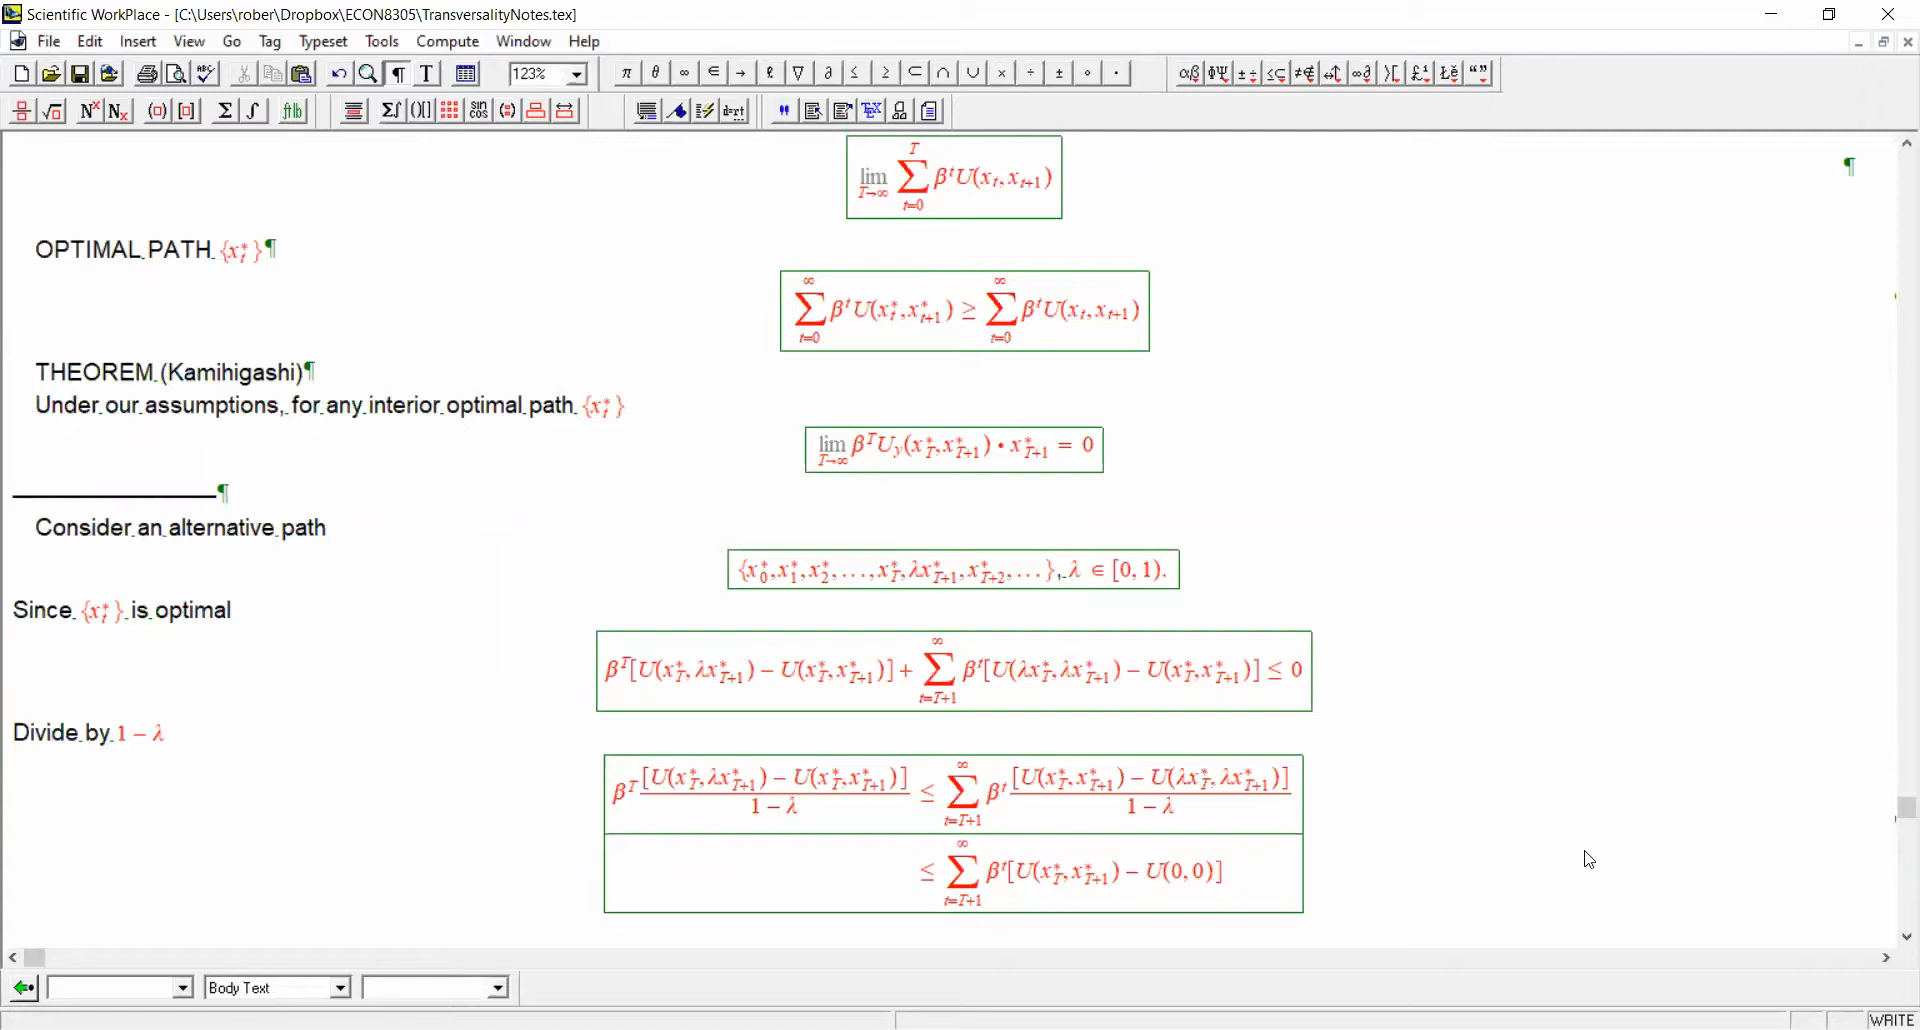 Scientific WorkPlace - [C:\Users\rober\Dropbox\ECON8305\TransversalityNotes.tex]
File Edit Insert View Go Tag Typeset Tools Compute Window Help
123%
lim_{T→∞} ∑_{t=0}^{T} β^t U(x_t, x_{t+1})
OPTIMAL PATH {x_t^*}¶
∑_{t=0}^{∞} β^t U(x_t^*, x_{t+1}^*) ≥ ∑_{t=0}^{∞} β^t U(x_t, x_{t+1})
THEOREM (Kamihigashi)¶
Under our assumptions, for any interior optimal path {x_t^*}
lim_{T→∞} β^T U_y(x_T^*, x_{T+1}^*) • x_{T+1}^* = 0
Consider an alternative path
{x_0^*, x_1^*, x_2^*, …, x_T^*, λx_{T+1}^*, x_{T+2}^*, …}, λ ∈ [0, 1).
Since {x_t^*} is optimal
β^T[U(x_T^*, λx_{T+1}^*) − U(x_T^*, x_{T+1}^*)] + ∑_{t=T+1}^{∞} β^t[U(λx_T^*, λx_{T+1}^*) − U(x_T^*, x_{T+1}^*)] ≤ 0
Divide by 1 − λ
β^T [U(x_T^*, λx_{T+1}^*) − U(x_T^*, x_{T+1}^*)] / (1 − λ) ≤ ∑_{t=T+1}^{∞} β^t [U(x_T^*, x_{T+1}^*) − U(λx_T^*, λx_{T+1}^*)] / (1 − λ)
≤ ∑_{t=T+1}^{∞} β^t[U(x_T^*, x_{T+1}^*) − U(0, 0)]
Body Text
WRITE